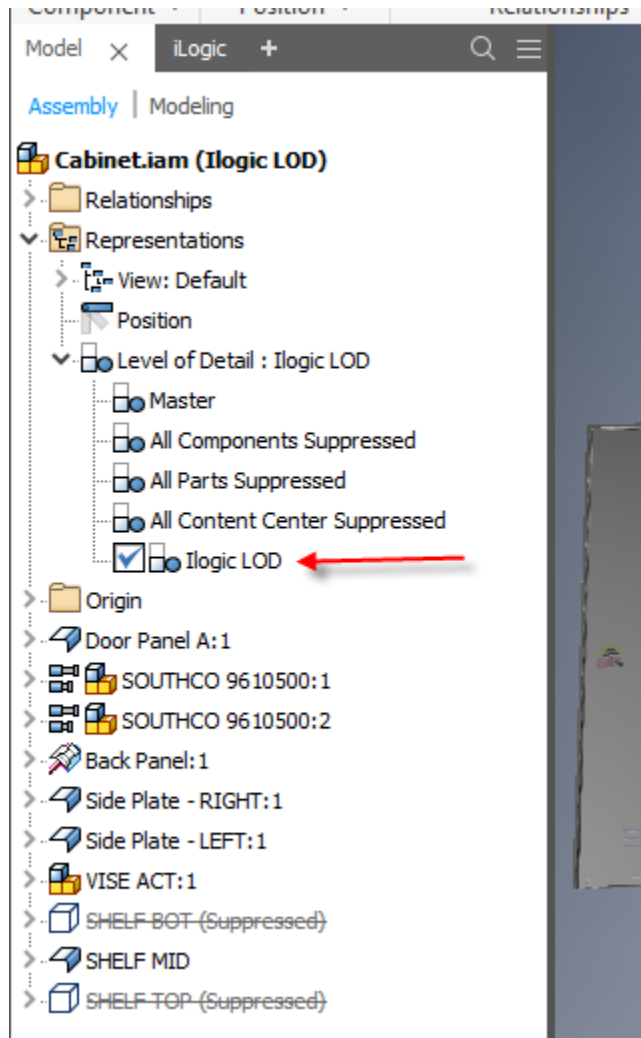 Component Position Relationships
Model iLogic +
Assembly | Modeling
Cabinet.iam (Ilogic LOD)
Relationships
Representations
View: Default
Position
Level of Detail : Ilogic LOD
Master
All Components Suppressed
All Parts Suppressed
All Content Center Suppressed
Ilogic LOD
Origin
Door Panel A:1
SOUTHCO 9610500:1
SOUTHCO 9610500:2
Back Panel:1
Side Plate - RIGHT:1
Side Plate - LEFT:1
VISE ACT:1
SHELF BOT (Suppressed)
SHELF MID
SHELF TOP (Suppressed)